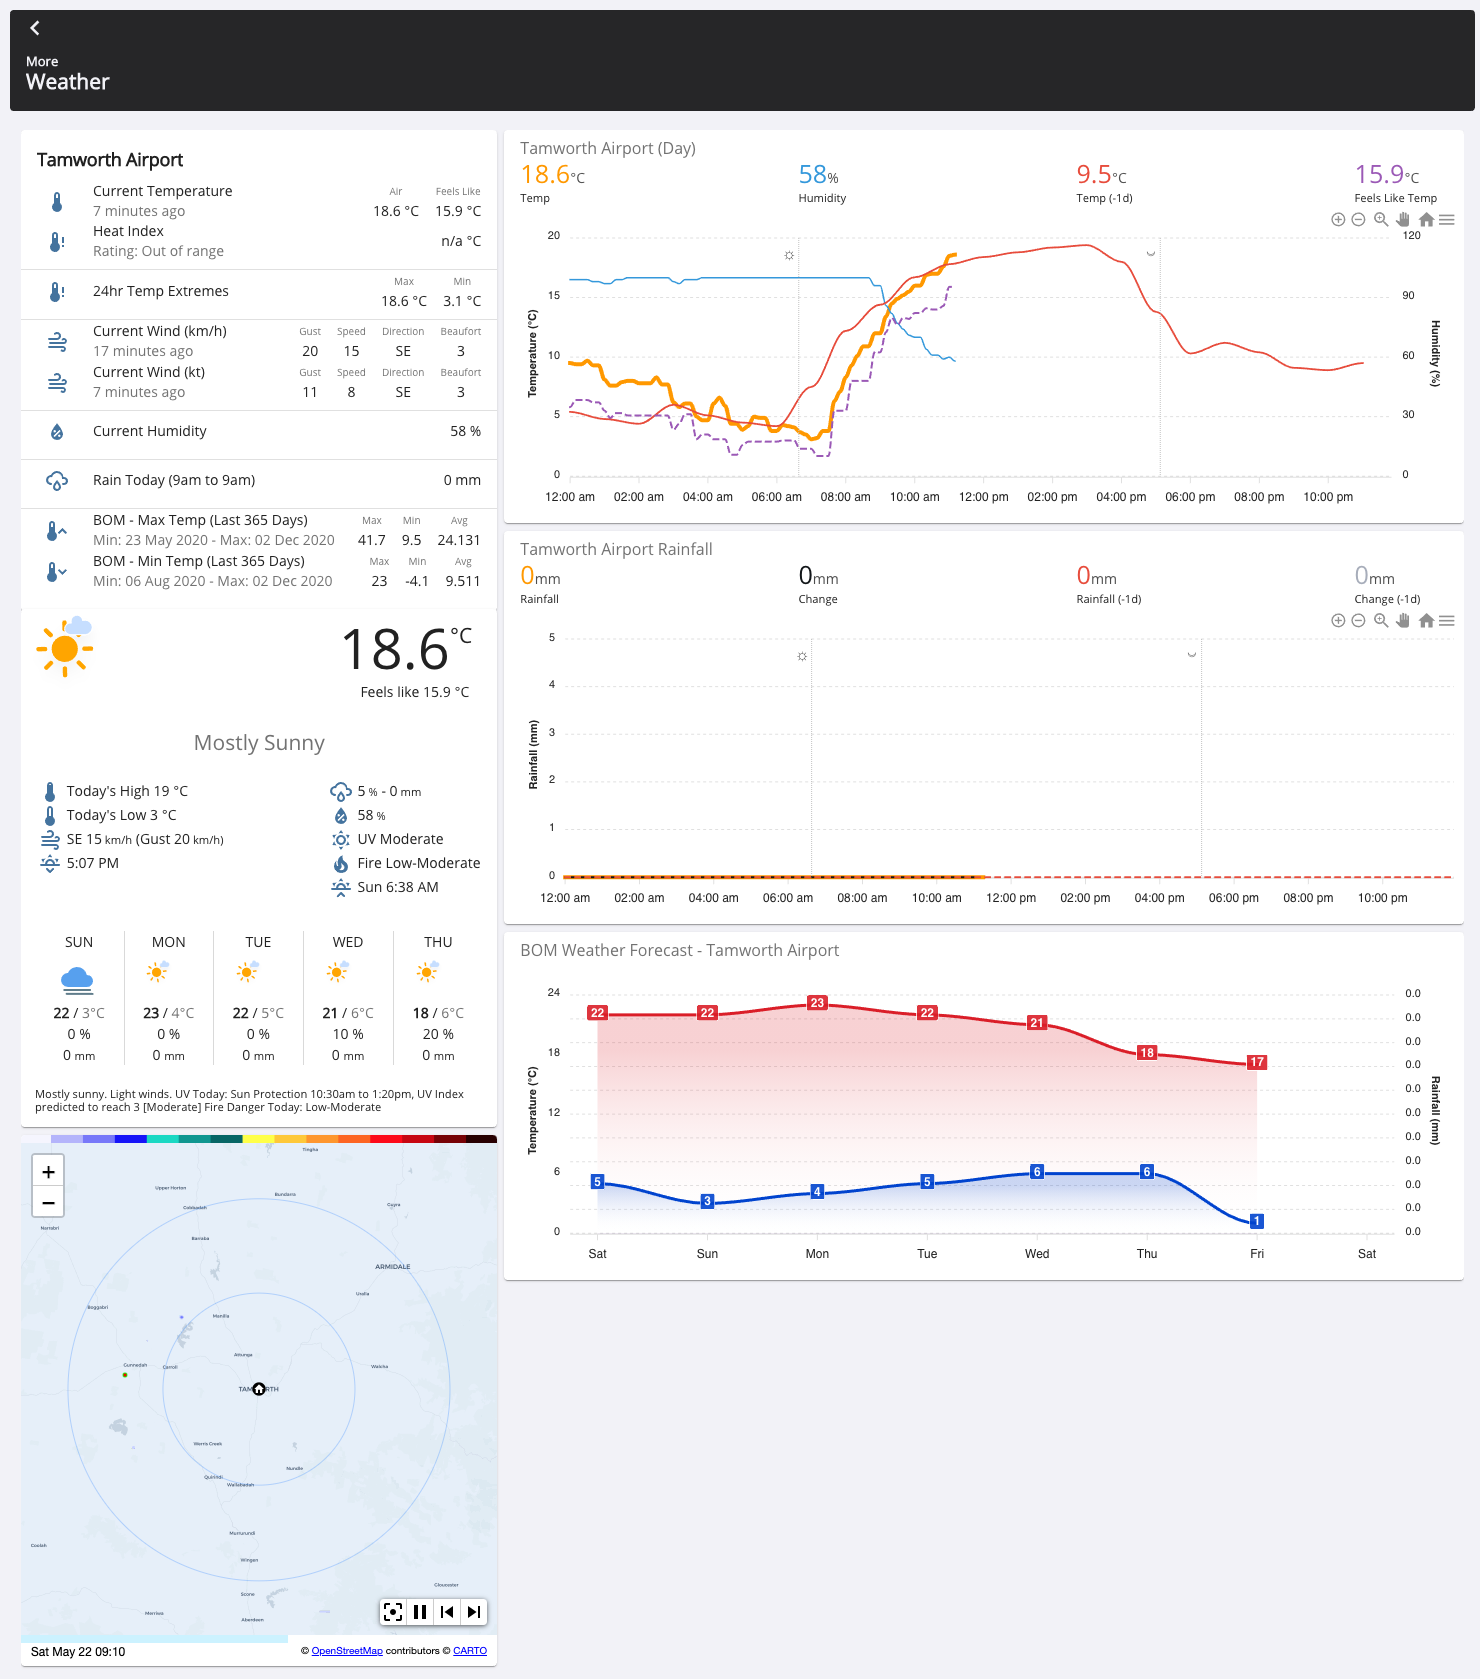 More
Weather
Tamworth Airport
Current Temperature
7 minutes ago
Air Feels Like
18.6 °C 15.9 °C
Heat Index
Rating: Out of range
n/a °C
24hr Temp Extremes
Max Min
18.6 °C 3.1 °C
Current Wind (km/h)
17 minutes ago
Gust Speed Direction Beaufort
20 15 SE 3
Current Wind (kt)
7 minutes ago
Gust Speed Direction Beaufort
11 8 SE 3
Current Humidity 58 %
Rain Today (9am to 9am) 0 mm
BOM - Max Temp (Last 365 Days)
Min: 23 May 2020 - Max: 02 Dec 2020
Max Min Avg
41.7 9.5 24.131
BOM - Min Temp (Last 365 Days)
Min: 06 Aug 2020 - Max: 02 Dec 2020
Max Min Avg
23 -4.1 9.511
18.6 °C
Feels like 15.9 °C
Mostly Sunny
Today's High 19 °C
Today's Low 3 °C
SE 15 km/h (Gust 20 km/h)
5:07 PM
5 % - 0 mm
58 %
UV Moderate
Fire Low-Moderate
Sun 6:38 AM
SUN MON TUE WED THU
22 / 3°C 23 / 4°C 22 / 5°C 21 / 6°C 18 / 6°C
0 % 0 % 0 % 10 % 20 %
0 mm 0 mm 0 mm 0 mm 0 mm
Mostly sunny. Light winds. UV Today: Sun Protection 10:30am to 1:20pm, UV Index
predicted to reach 3 [Moderate] Fire Danger Today: Low-Moderate
+
−
Tingha
Upper Horton
Bundarra
Cobbadah
Guyra
Narrabri
Barraba
ARMIDALE
Uralla
Boggabri
Manilla
Attunga
Gunnedah
Carroll
Walcha
TAMWORTH
Werris Creek
Nundle
Quirindi
Wallabadah
Murrurundi
Coolah
Wingen
Gloucester
Scone
Merriwa
Aberdeen
Sat May 22 09:10
© OpenStreetMap contributors © CARTO
Tamworth Airport (Day)
18.6°C 58% 9.5°C 15.9°C
Temp Humidity Temp (-1d) Feels Like Temp
20
15
10
5
0
Temperature (°C)
120
90
60
30
0
Humidity (%)
12:00 am 02:00 am 04:00 am 06:00 am 08:00 am 10:00 am 12:00 pm 02:00 pm 04:00 pm 06:00 pm 08:00 pm 10:00 pm
Tamworth Airport Rainfall
0mm 0mm 0mm 0mm
Rainfall Change Rainfall (-1d) Change (-1d)
5
4
3
2
1
0
Rainfall (mm)
12:00 am 02:00 am 04:00 am 06:00 am 08:00 am 10:00 am 12:00 pm 02:00 pm 04:00 pm 06:00 pm 08:00 pm 10:00 pm
BOM Weather Forecast - Tamworth Airport
24
18
12
6
0
Temperature (°C)
22 22 23 22 21 18 17
5 3 4 5 6 6 1
0.0
0.0
0.0
0.0
0.0
0.0
0.0
0.0
0.0
0.0
0.0
Rainfall (mm)
Sat Sun Mon Tue Wed Thu Fri Sat